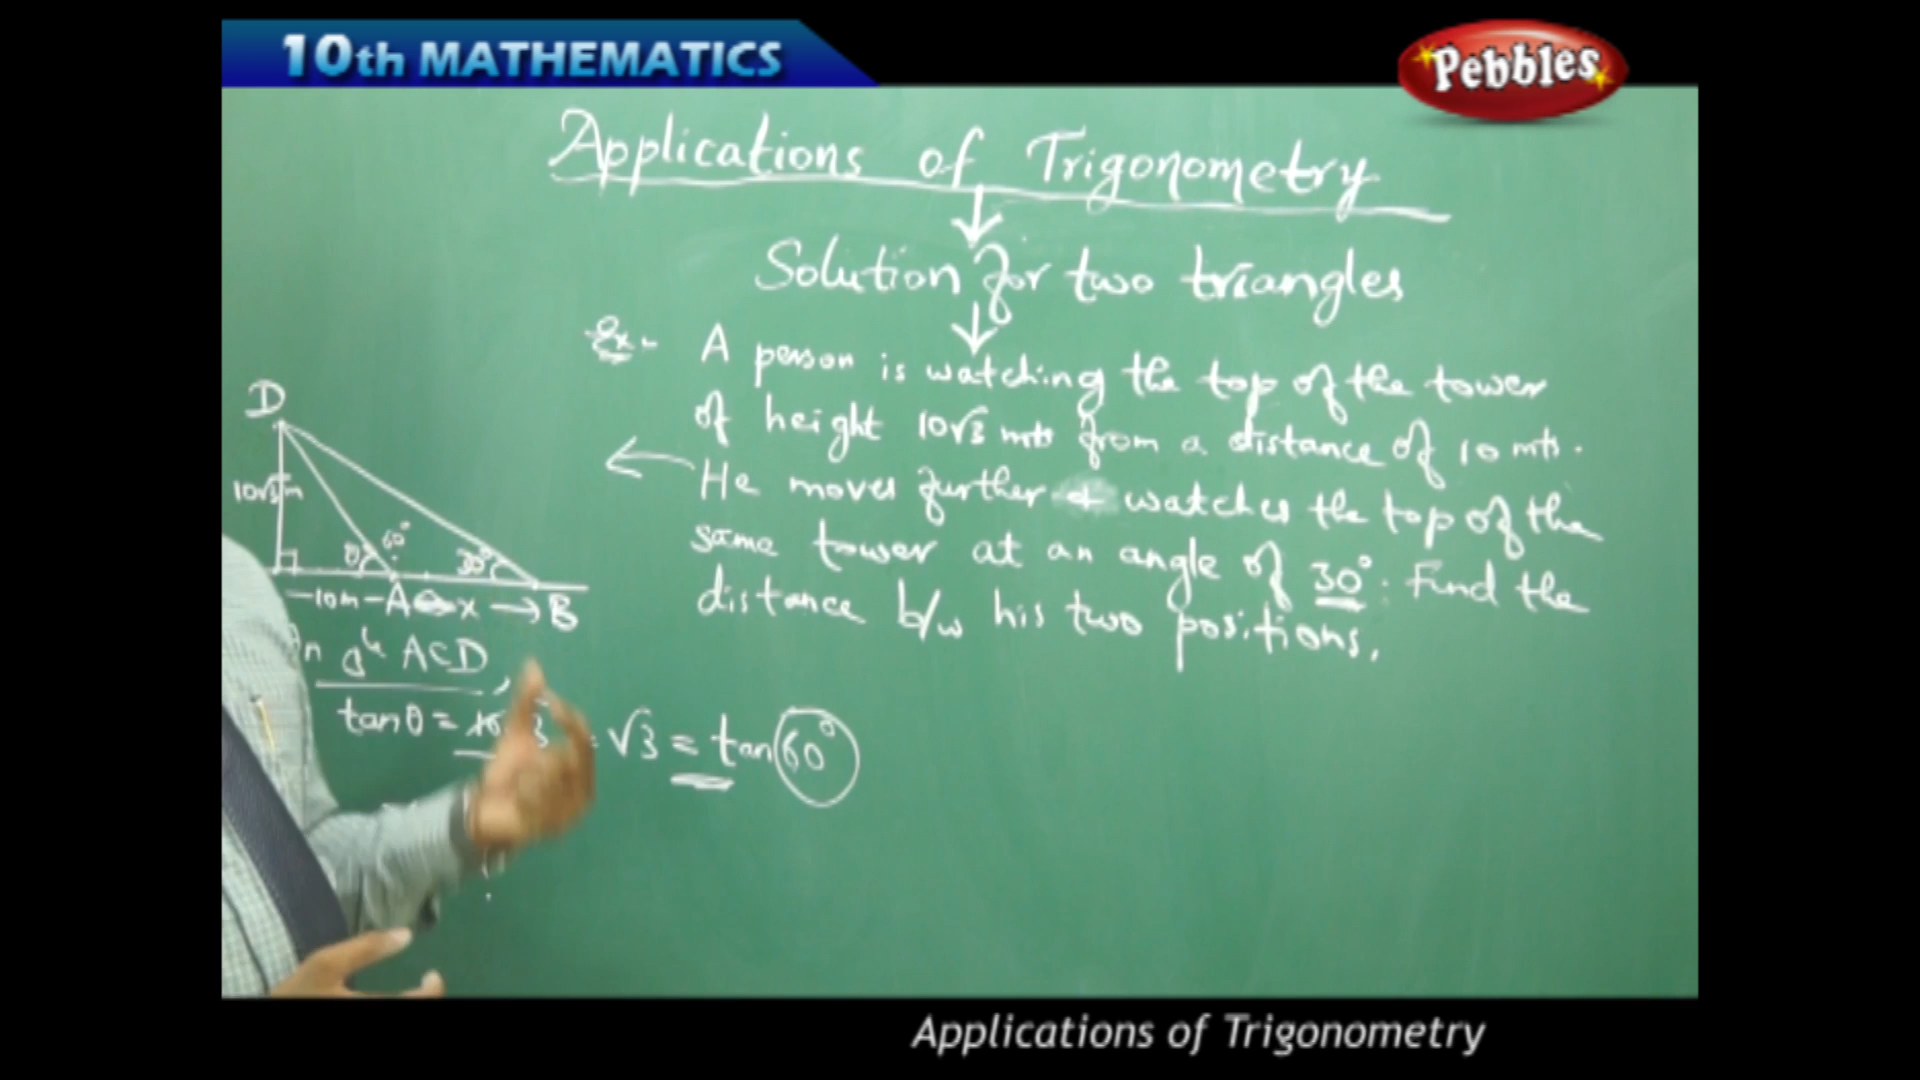 10th MATHEMATICS
Pebbles
Applications of Trigonometry
Solution for two triangles
Ex- A person is watching the top of the tower
of height 10√3 mts from a distance of 10 mts.
He moves further & watches the top of the
same tower at an angle of 30°. Find the
distance b/w his two positions.
D
10√3m
θ 60° 30°
-10m- A x → B
ACD,
tanθ = √3 = tan 60°
Applications of Trigonometry